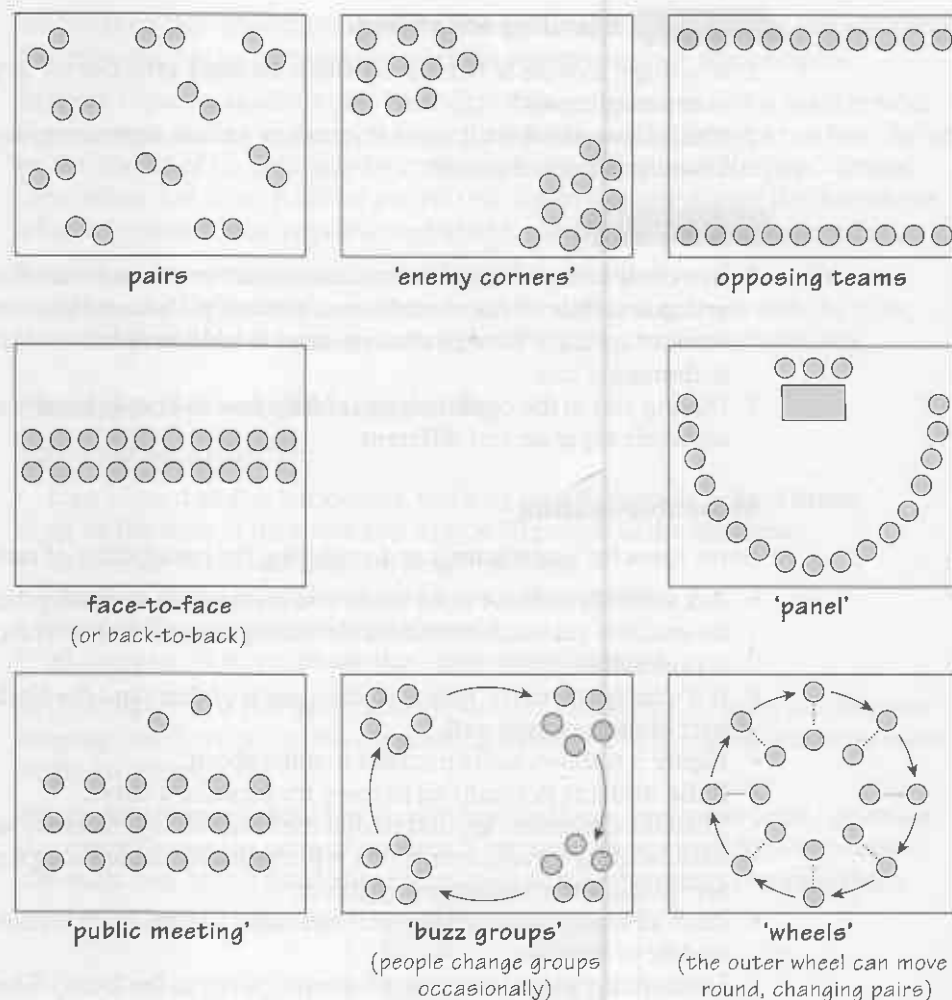 pairs
'enemy corners'
opposing teams
face-to-face
(or back-to-back)
'panel'
'public meeting'
'buzz groups'
(people change groups
occasionally)
'wheels'
(the outer wheel can move
round, changing pairs)